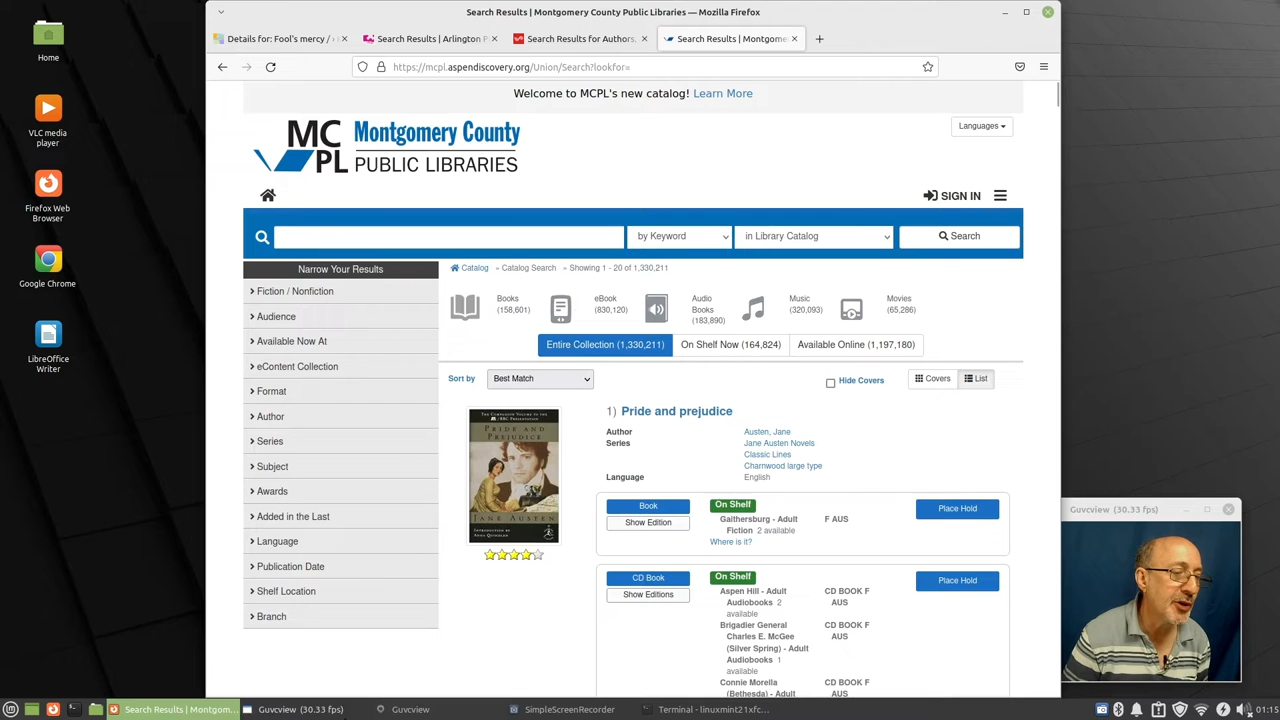 Search Results | Montgomery County Public Libraries — Mozilla Firefox
Details for: Fool's mercy /
Search Results | Arlington P
Search Results for Authors,
Search Results | Montgome
https://mcpl.aspendiscovery.org/Union/Search?lookfor=
Welcome to MCPL's new catalog! Learn More
MC PL Montgomery County
PUBLIC LIBRARIES
Languages
SIGN IN
by Keyword
in Library Catalog
Search
Narrow Your Results
Fiction / Nonfiction
Audience
Available Now At
eContent Collection
Format
Author
Series
Subject
Awards
Added in the Last
Language
Publication Date
Shelf Location
Branch
Catalog » Catalog Search » Showing 1 - 20 of 1,330,211
Books
(158,601)
eBook
(830,120)
Audio
Books
(183,890)
Music
(320,093)
Movies
(65,286)
Entire Collection (1,330,211)
On Shelf Now (164,824)
Available Online (1,197,180)
Sort by
Best Match
Hide Covers
Covers
List
PRIDE AND
PREJUDICE
JANE AUSTEN
1) Pride and prejudice
Author Austen, Jane
Series Jane Austen Novels
Classic Lines
Charnwood large type
Language English
Book
Show Edition
On Shelf
Gaithersburg - Adult
Fiction 2 available
F AUS
Where is it?
Place Hold
CD Book
Show Editions
On Shelf
Aspen Hill - Adult
Audiobooks 2
available
CD BOOK F
AUS
Brigadier General
Charles E. McGee
(Silver Spring) - Adult
Audiobooks 1
available
CD BOOK F
AUS
Connie Morella
(Bethesda) - Adult
CD BOOK F
AUS
Place Hold
Home
VLC media
player
Firefox Web
Browser
Google Chrome
LibreOffice
Writer
Guvcview (30.33 fps)
Search Results | Montgom...
Guvcview (30.33 fps)
Guvcview
SimpleScreenRecorder
Terminal - linuxmint21xfc...
01:15